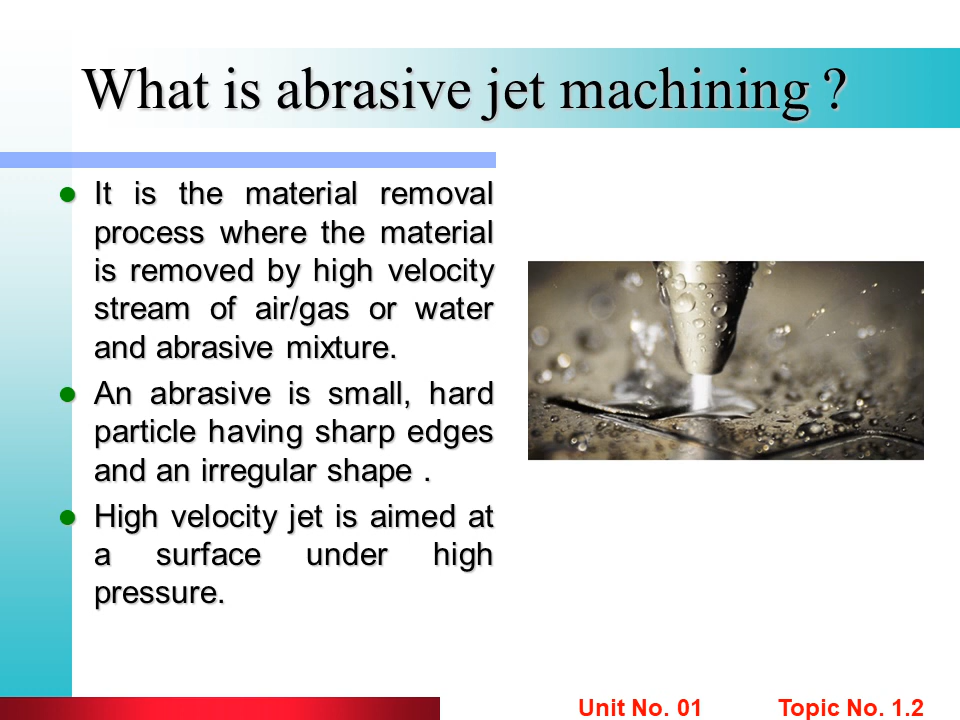 What is abrasive jet machining ?
It is the material removal
process where the material
is removed by high velocity
stream of air/gas or water
and abrasive mixture.
An abrasive is small, hard
particle having sharp edges
and an irregular shape .
High velocity jet is aimed at
a surface under high
pressure.
Unit No. 01 Topic No. 1.2